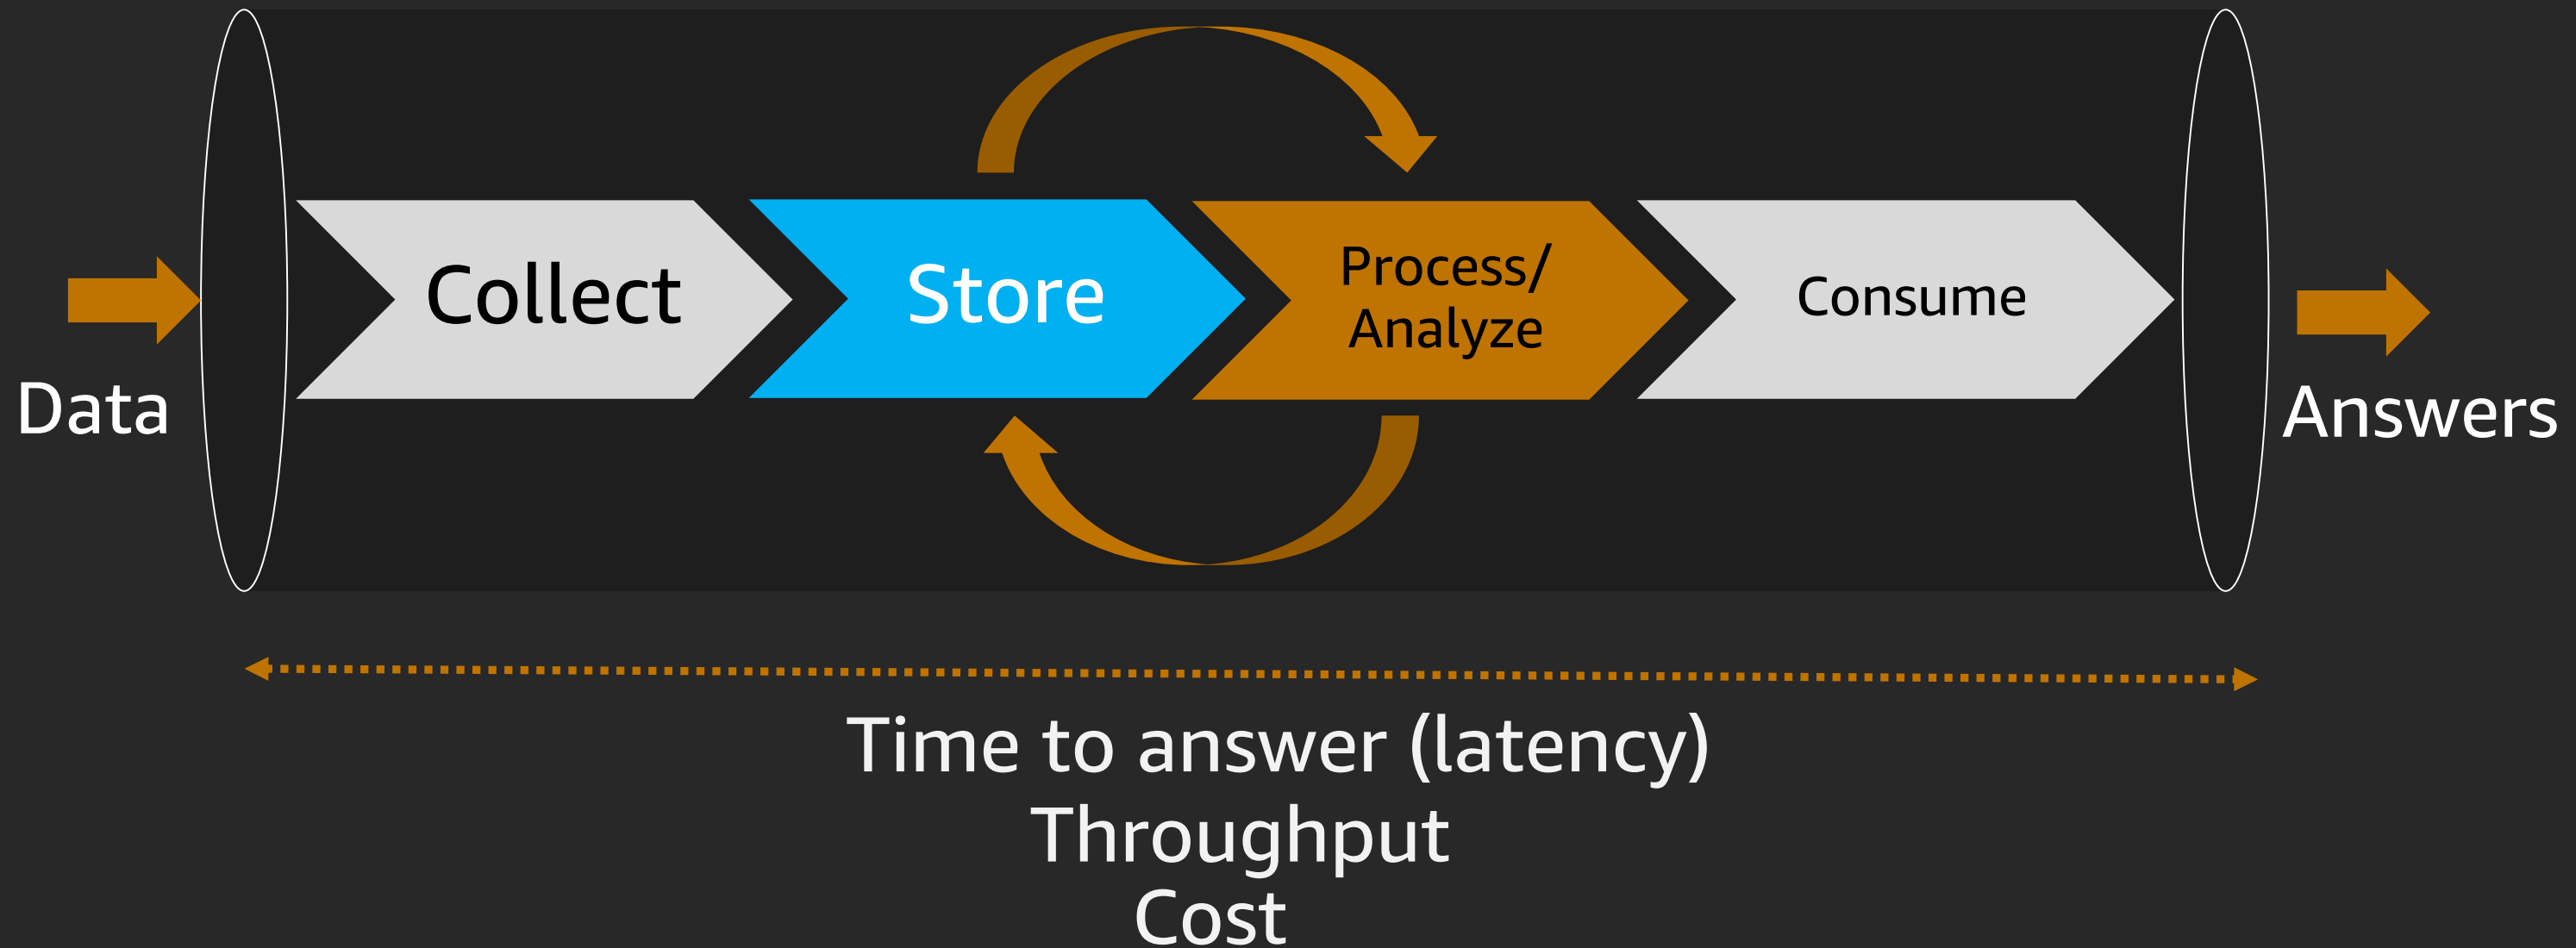 Data
Collect
Store
Process/
Analyze
Consume
Answers
Time to answer (latency)
Throughput
Cost